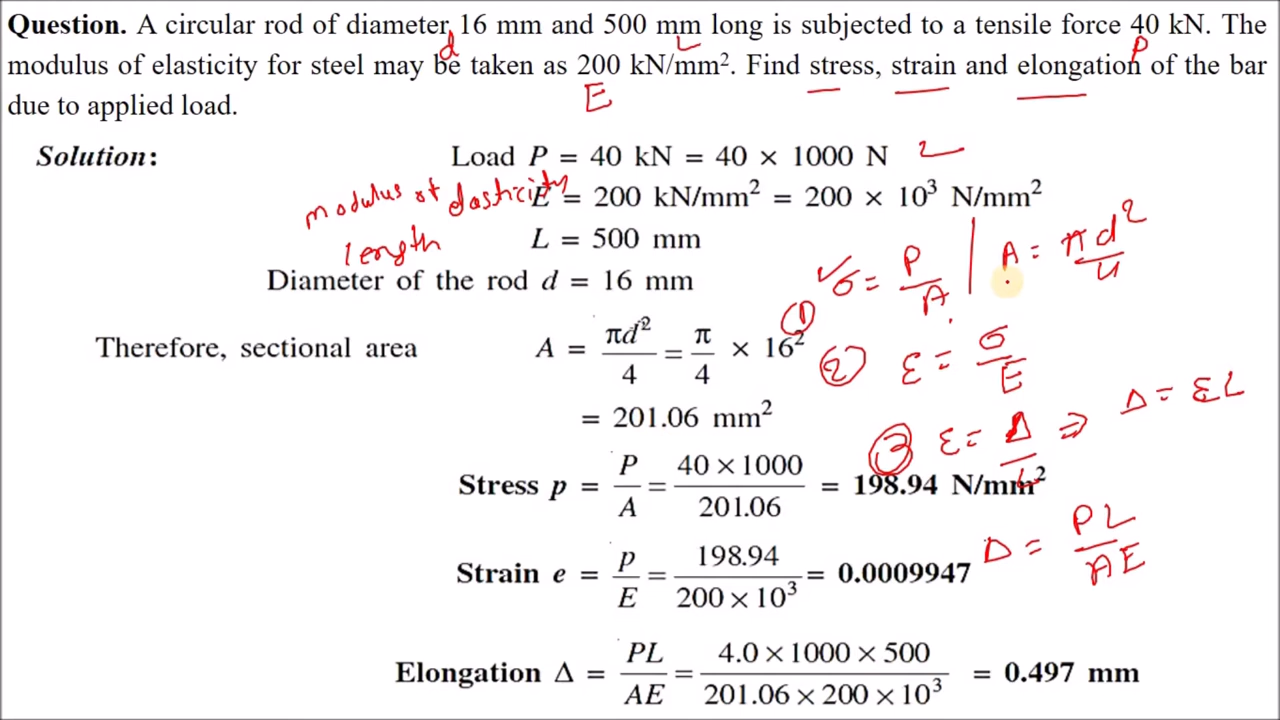 Question. A circular rod of diameter 16 mm and 500 mm long is subjected to a tensile force 40 kN. The
d L P
modulus of elasticity for steel may be taken as 200 kN/mm². Find stress, strain and elongation of the bar
E
due to applied load.
Solution: Load P = 40 kN = 40 × 1000 N
modulus of elasticity E = 200 kN/mm² = 200 × 10³ N/mm²
length L = 500 mm
Diameter of the rod d = 16 mm
① σ = P/A | A = πd²/4
Therefore, sectional area A = πd²/4 = π/4 × 16²
② ε = σ/E
= 201.06 mm²
③ ε = Δ/L ⇒ Δ = εL
Stress p = P/A = 40 × 1000/201.06 = 198.94 N/mm²
Δ = PL/AE
Strain e = p/E = 198.94/200 × 10³ = 0.0009947
Elongation Δ = PL/AE = 4.0 × 1000 × 500/201.06 × 200 × 10³ = 0.497 mm